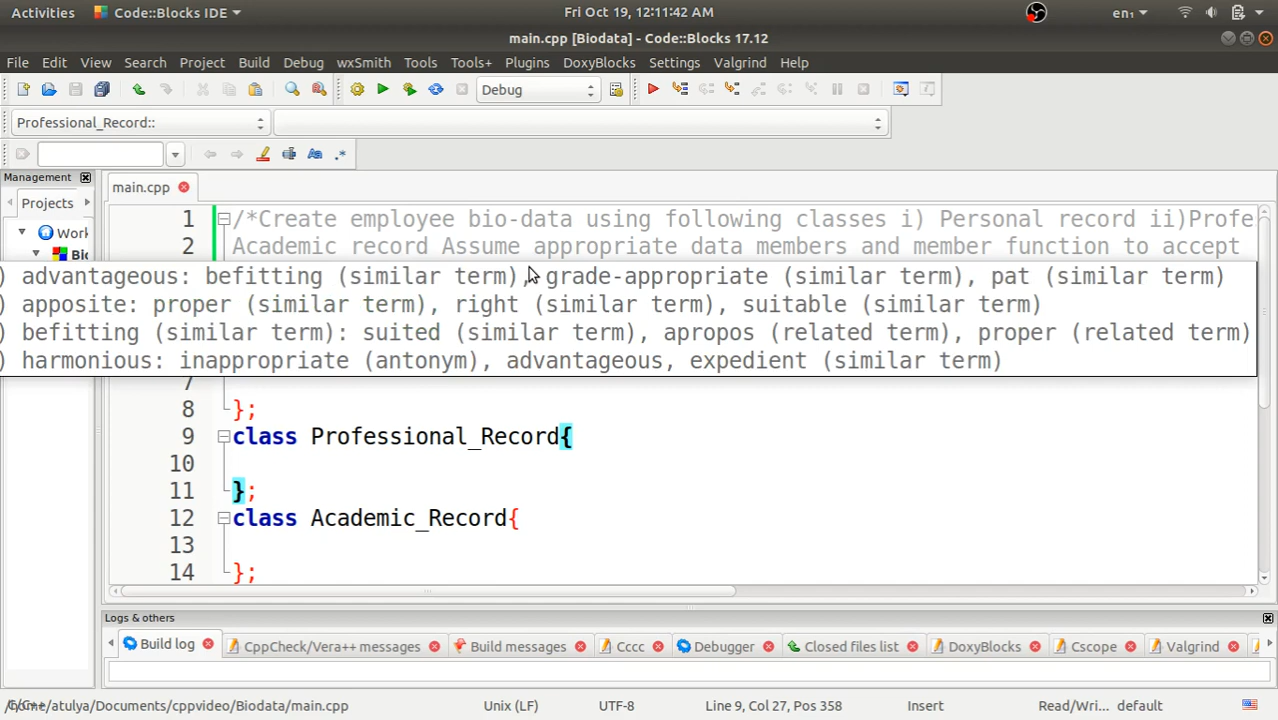 Activities Code::Blocks IDE Fri Oct 19, 12:11:42 AM en₁
main.cpp [Biodata] - Code::Blocks 17.12
File Edit View Search Project Build Debug wxSmith Tools Tools+ Plugins DoxyBlocks Settings Valgrind Help
Debug
Professional_Record::
Aa .*
Management
Projects
main.cpp
Work
Bio
1 /*Create employee bio-data using following classes i) Personal record ii)Profe
2 Academic record Assume appropriate data members and member function to accept
) advantageous: befitting (similar term), grade-appropriate (similar term), pat (similar term)
) apposite: proper (similar term), right (similar term), suitable (similar term)
) befitting (similar term): suited (similar term), apropos (related term), proper (related term)
) harmonious: inappropriate (antonym), advantageous, expedient (similar term)
7
8 };
9 class Professional_Record{
10
11 };
12 class Academic_Record{
13
14 };
Logs & others
Build log CppCheck/Vera++ messages Build messages Cccc Debugger Closed files list DoxyBlocks Cscope Valgrind
/home/atulya/Documents/cppvideo/Biodata/main.cpp Unix (LF) UTF-8 Line 9, Col 27, Pos 358 Insert Read/Wri... default